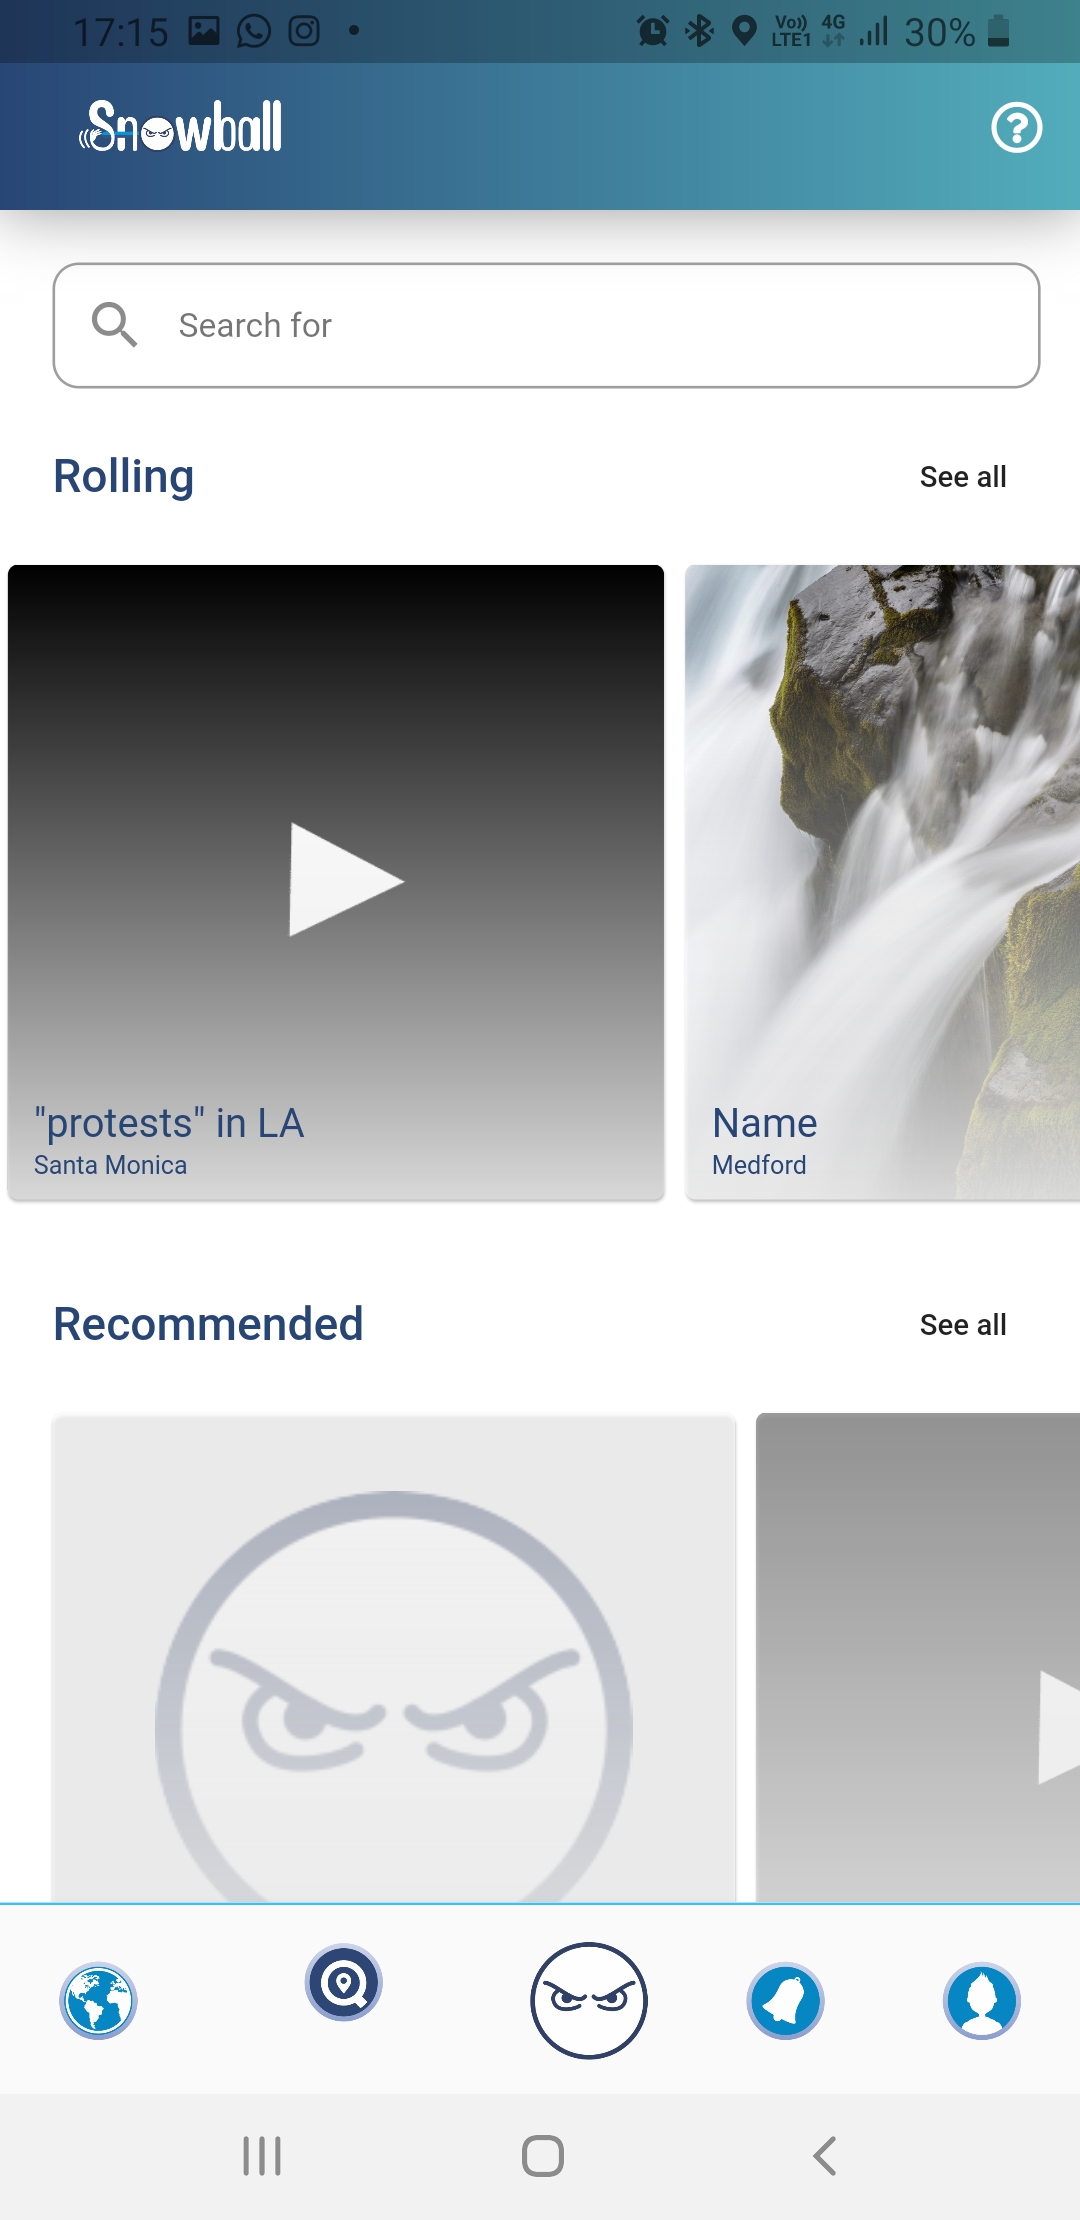 17:15
Vo)) LTE1 4G 30%
Snowball
Search for
Rolling
See all
"protests" in LA
Santa Monica
Name
Medford
Recommended
See all